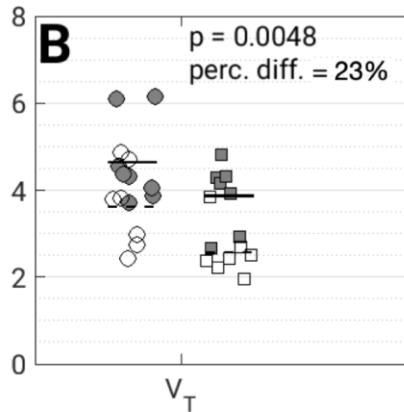 B
p = 0.0048
perc. diff. = 23%
8
6
4
2
0
V_T